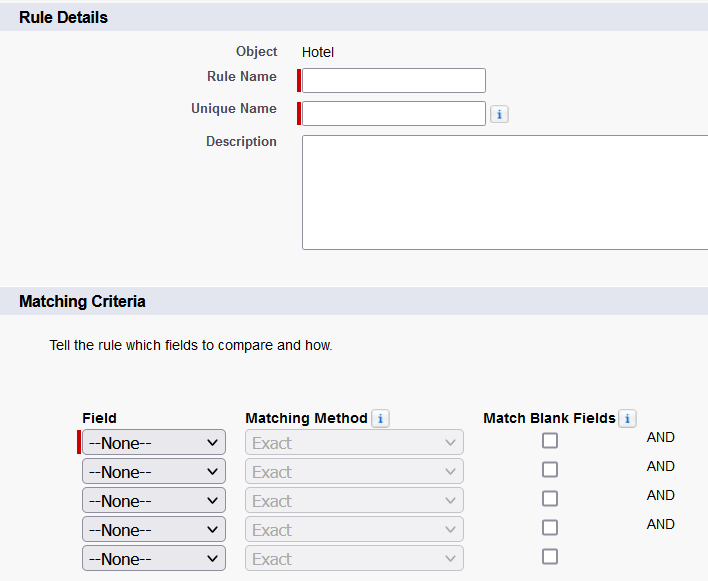 Rule Details
Object Hotel
Rule Name
Unique Name i
Description
Matching Criteria
Tell the rule which fields to compare and how.
Field Matching Method i Match Blank Fields i
--None-- Exact AND
--None-- Exact AND
--None-- Exact AND
--None-- Exact AND
--None-- Exact